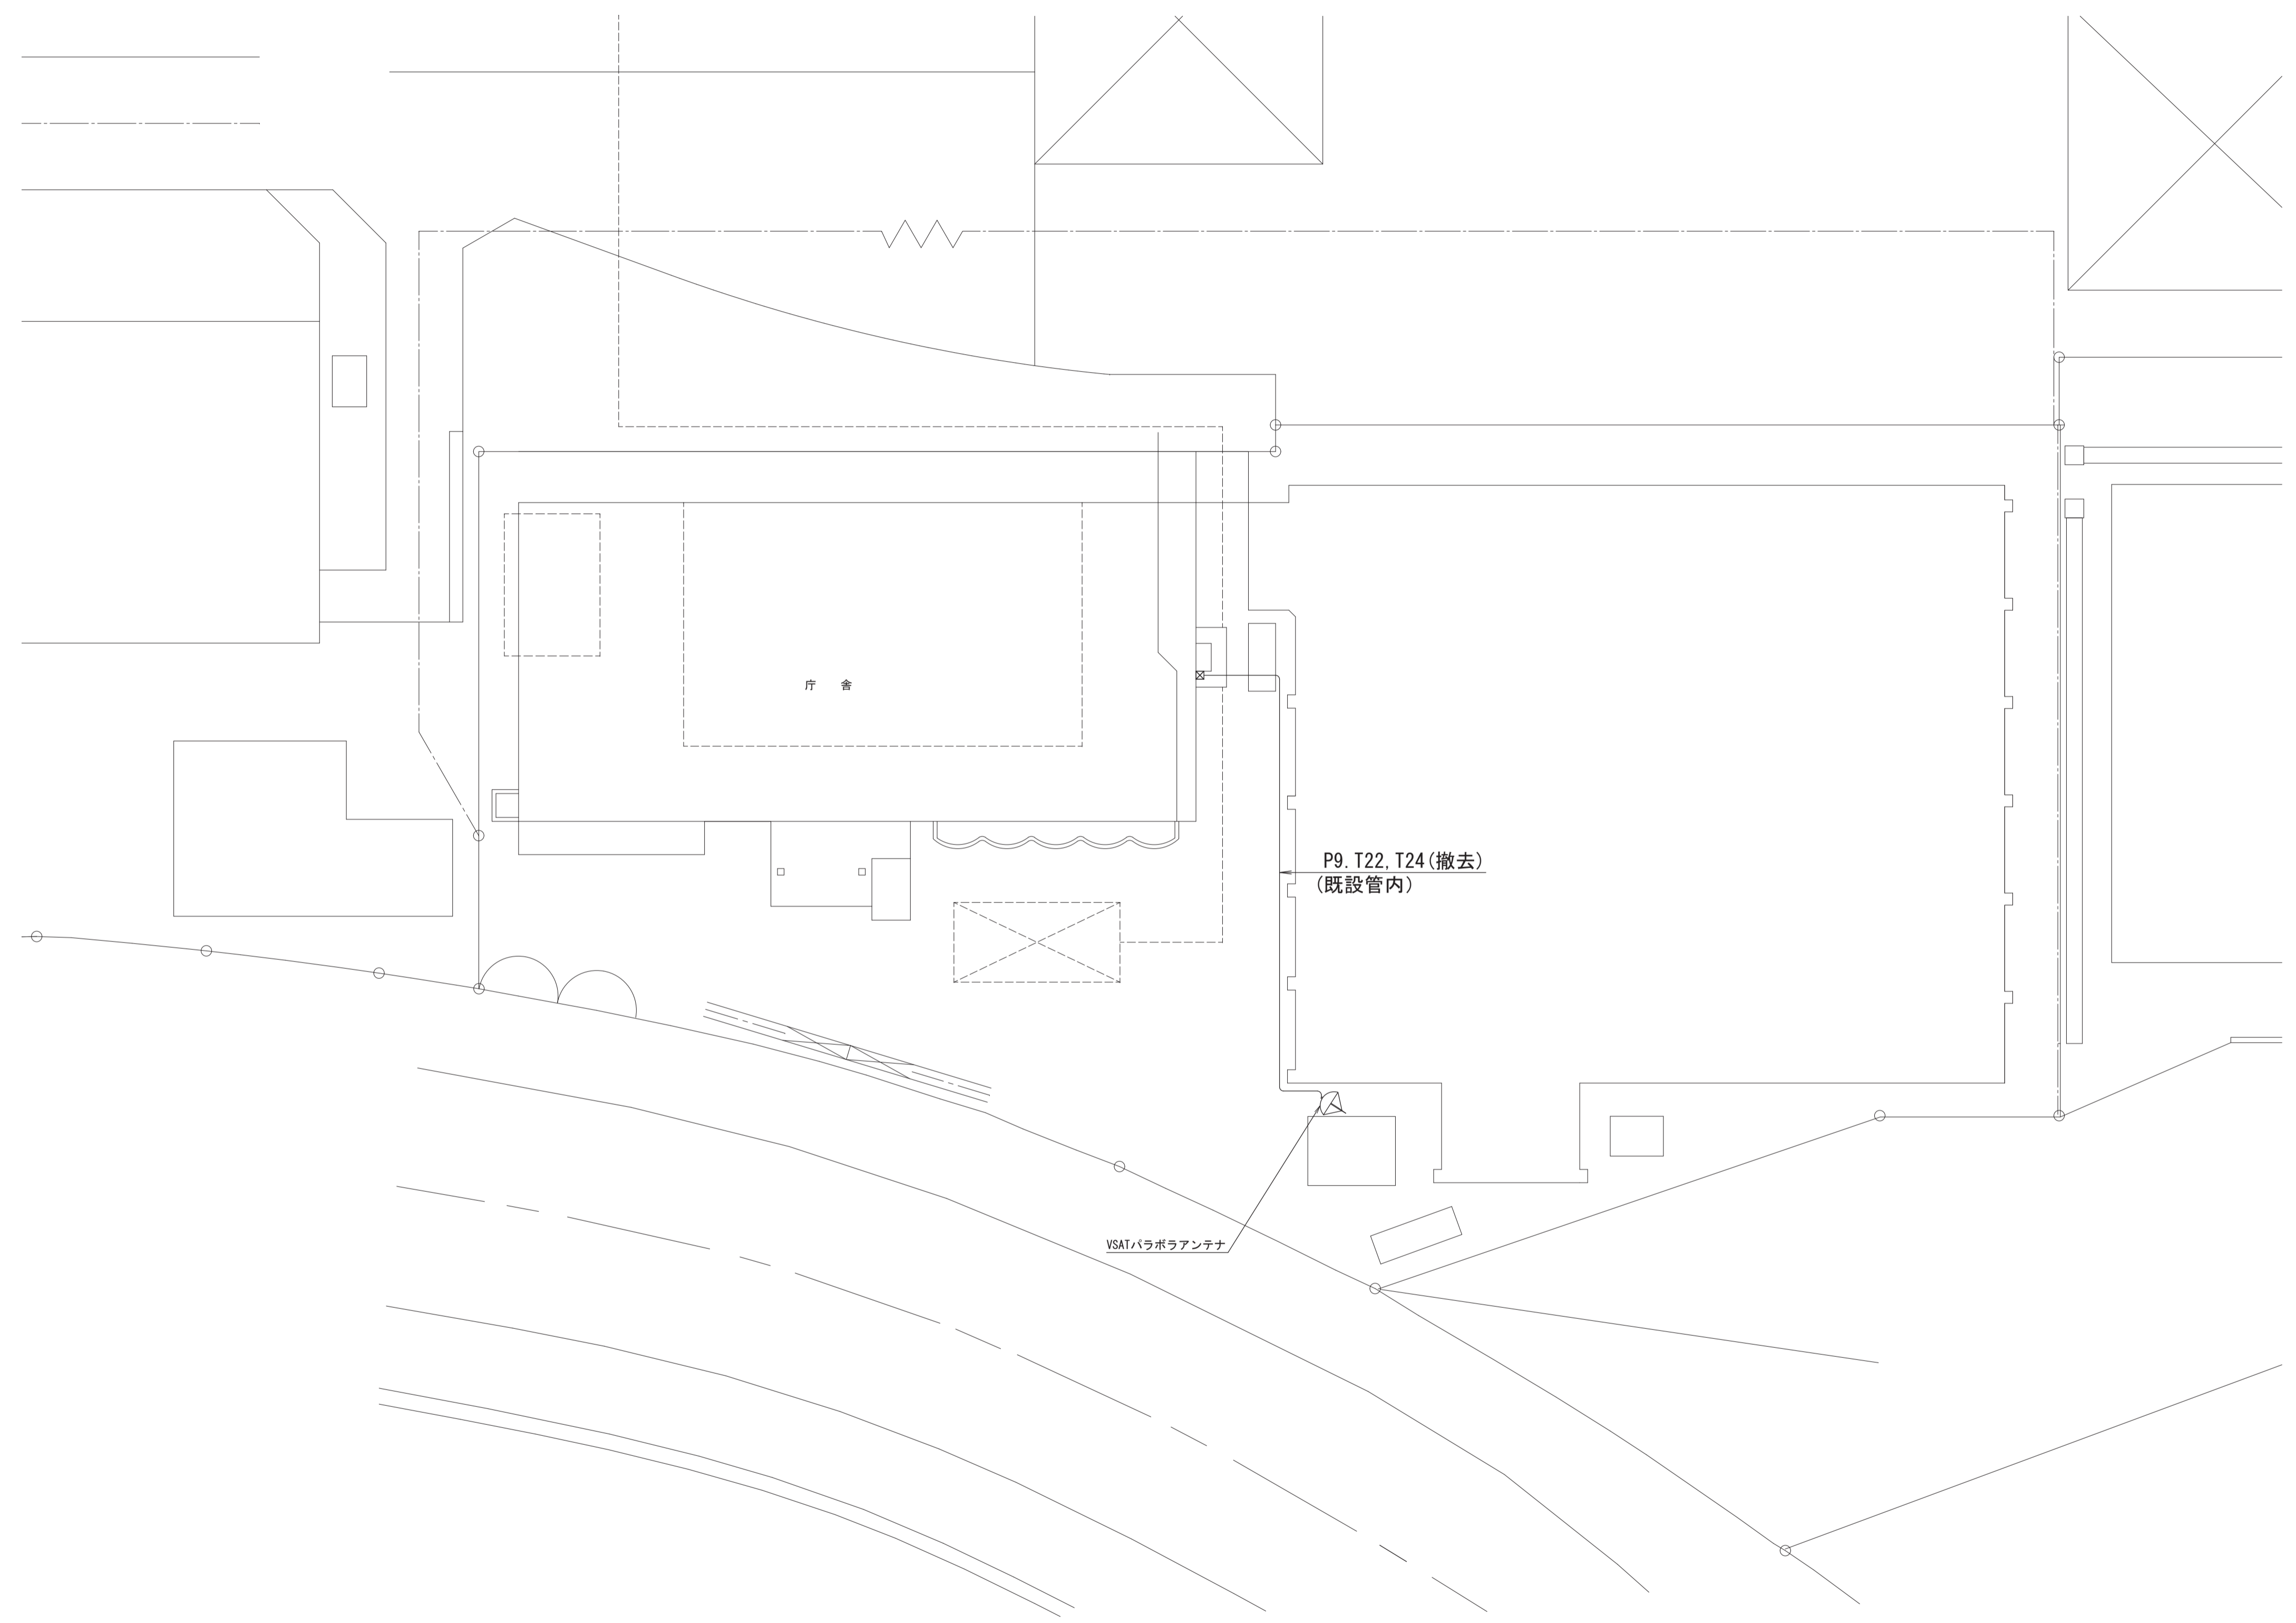 庁　舎
P9. T22, T24(撤去)
(既設管内)
VSATパラボラアンテナ